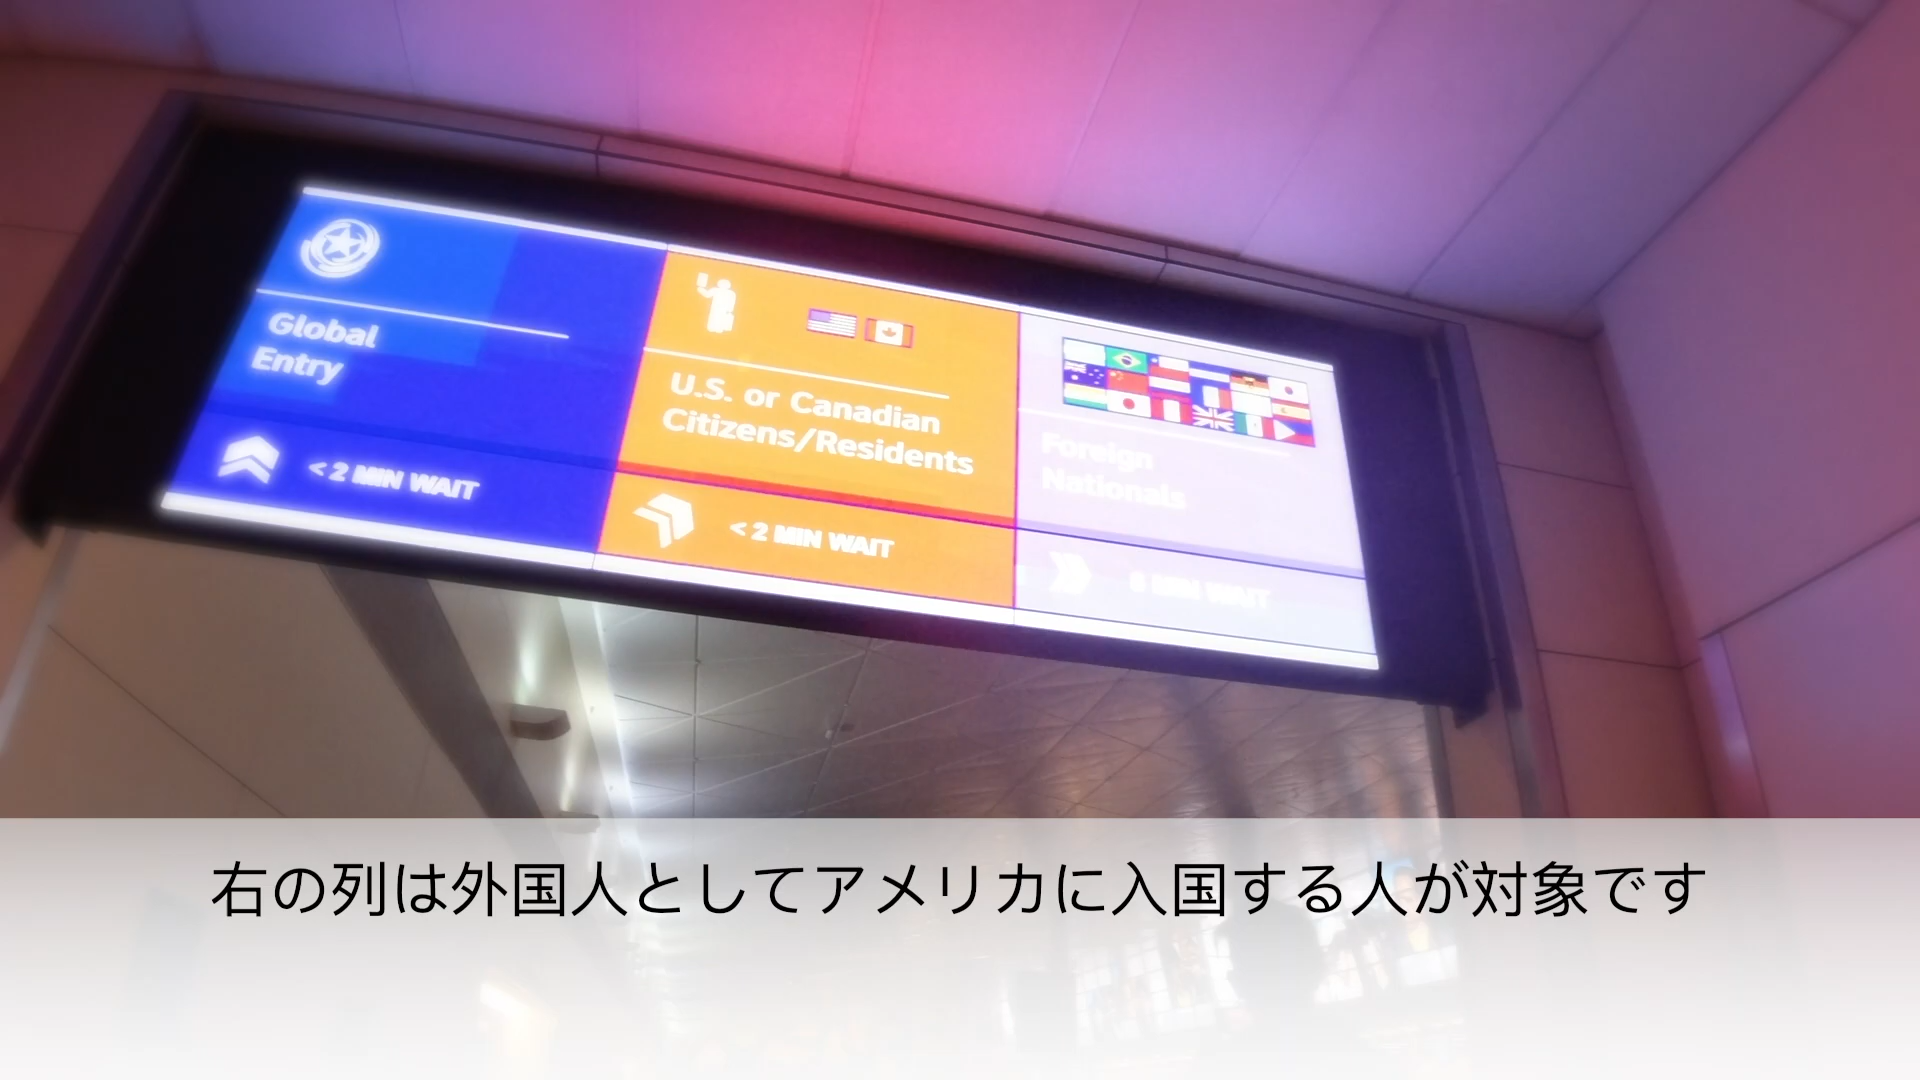 Global
Entry
< 2 MIN WAIT
U.S. or Canadian
Citizens/Residents
< 2 MIN WAIT
Foreign
Nationals
MIN WAIT
右の列は外国人としてアメリカに入国する人が対象です